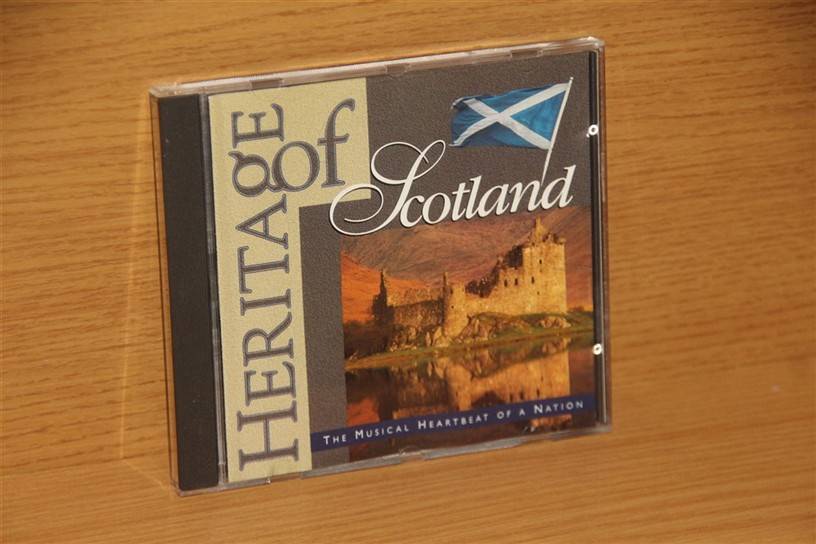 HERITAgE
of
Scotland
THE MUSICAL HEARTBEAT OF A NATION